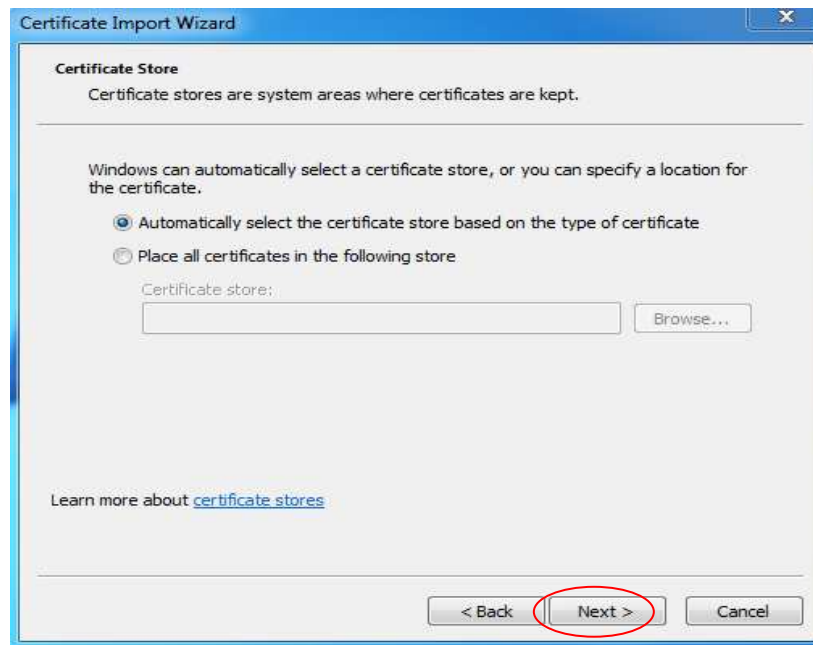 Certificate Import Wizard
Certificate Store
Certificate stores are system areas where certificates are kept.
Windows can automatically select a certificate store, or you can specify a location for
the certificate.
Automatically select the certificate store based on the type of certificate
Place all certificates in the following store
Certificate store:
Browse...
Learn more about certificate stores
< Back Next > Cancel